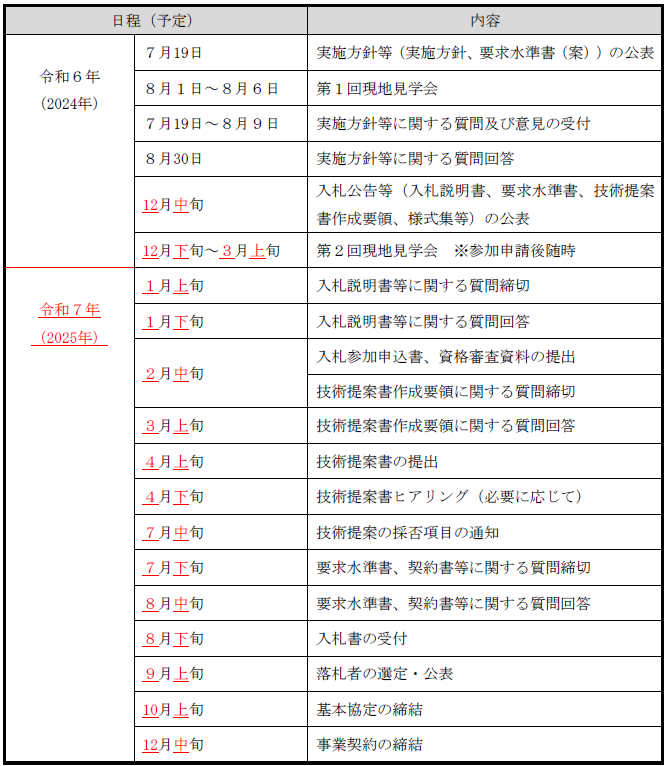 日程（予定）
内容
令和６年
（2024年）
７月19日
実施方針等（実施方針、要求水準書（案））の公表
８月１日～８月６日
第１回現地見学会
７月19日～８月９日
実施方針等に関する質問及び意見の受付
８月30日
実施方針等に関する質問回答
12月中旬
入札公告等（入札説明書、要求水準書、技術提案
書作成要領、様式集等）の公表
12月下旬～３月上旬
第２回現地見学会　※参加申請後随時
令和７年
（2025年）
１月上旬
入札説明書等に関する質問締切
１月下旬
入札説明書等に関する質問回答
２月中旬
入札参加申込書、資格審査資料の提出
技術提案書作成要領に関する質問締切
３月上旬
技術提案書作成要領に関する質問回答
４月上旬
技術提案書の提出
４月下旬
技術提案書ヒアリング（必要に応じて）
７月中旬
技術提案の採否項目の通知
７月下旬
要求水準書、契約書等に関する質問締切
８月中旬
要求水準書、契約書等に関する質問回答
８月下旬
入札書の受付
９月上旬
落札者の選定・公表
10月上旬
基本協定の締結
12月中旬
事業契約の締結